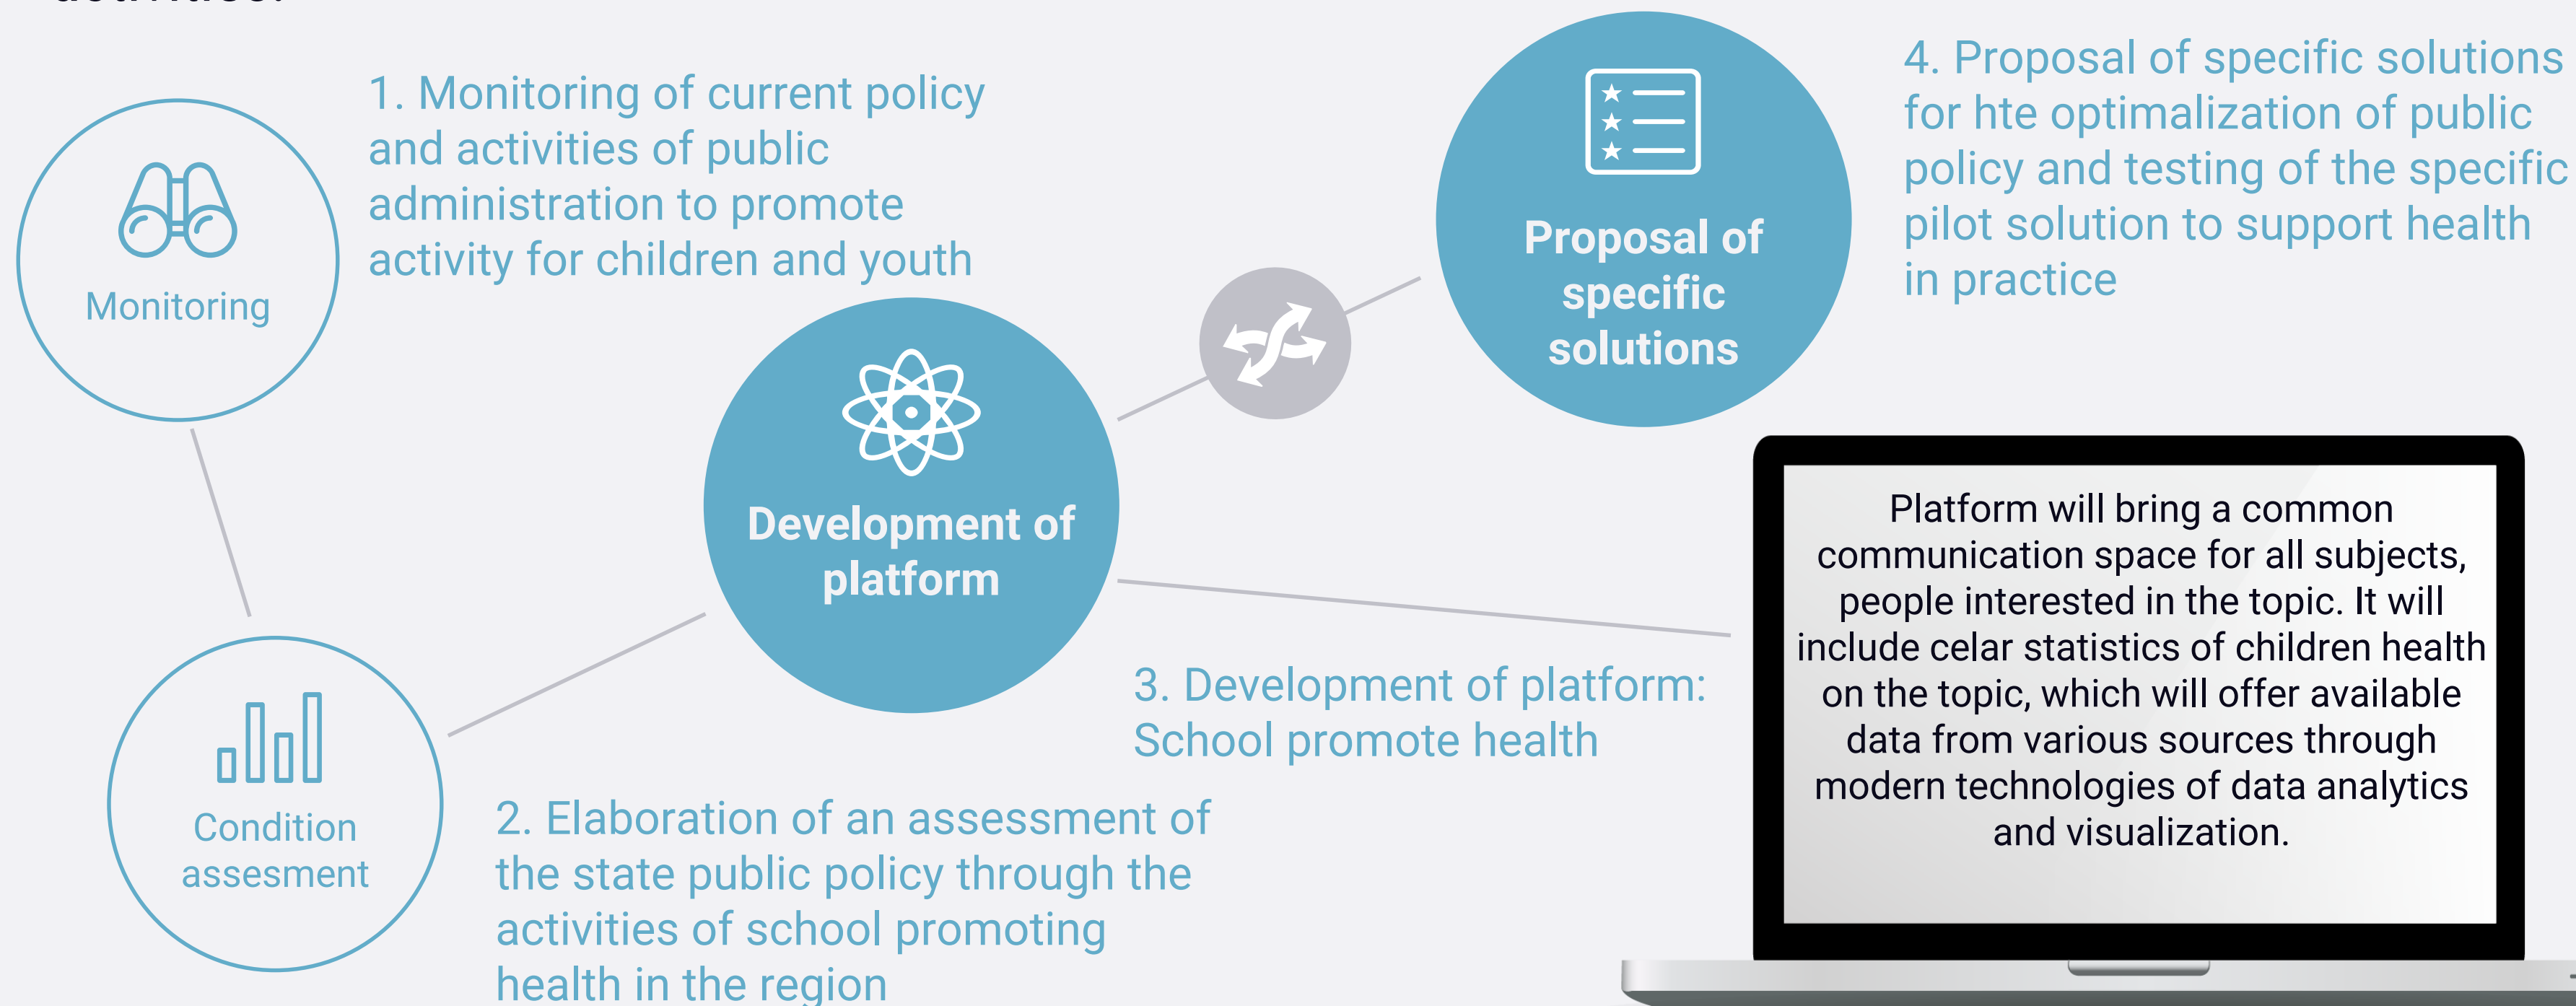 activities:
1. Monitoring of current policy
and activities of public
administration to promote
activity for children and youth
Monitoring
Proposal of
specific
solutions
4. Proposal of specific solutions
for hte optimalization of public
policy and testing of the specific
pilot solution to support health
in practice
Development of
platform
3. Development of platform:
School promote health
Platform will bring a common
communication space for all subjects,
people interested in the topic. It will
include celar statistics of children health
on the topic, which will offer available
data from various sources through
modern technologies of data analytics
and visualization.
Condition
assesment
2. Elaboration of an assessment of
the state public policy through the
activities of school promoting
health in the region